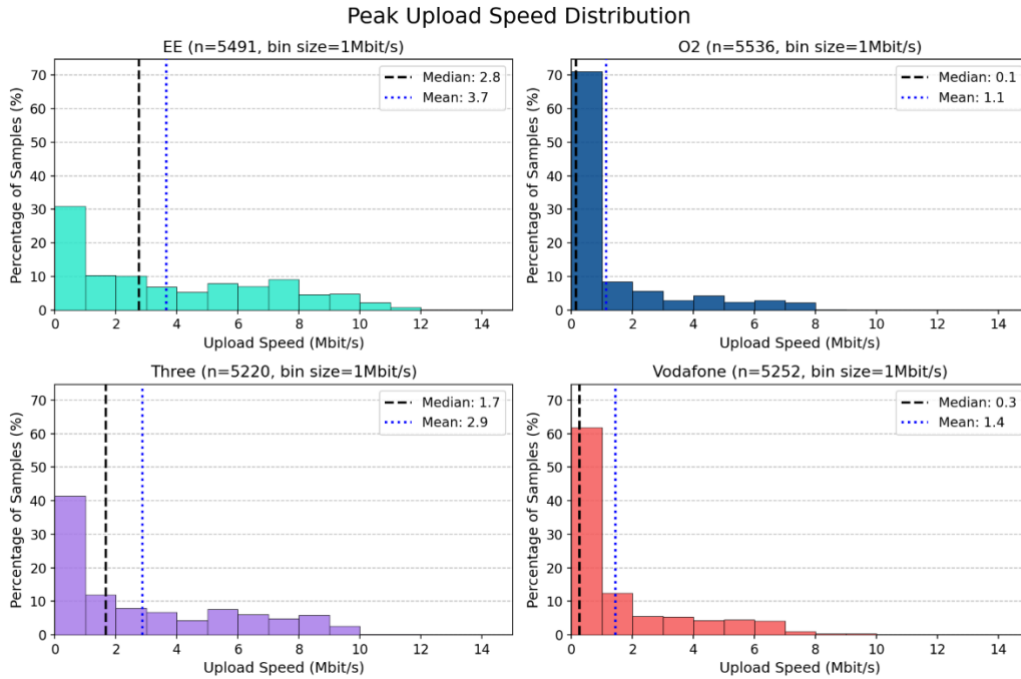 Peak Upload Speed Distribution
EE (n=5491, bin size=1Mbit/s)
Median: 2.8
Mean: 3.7
Percentage of Samples (%)
70
60
50
40
30
20
10
0
0 2 4 6 8 10 12 14
Upload Speed (Mbit/s)
O2 (n=5536, bin size=1Mbit/s)
Median: 0.1
Mean: 1.1
Percentage of Samples (%)
70
60
50
40
30
20
10
0
0 2 4 6 8 10 12 14
Upload Speed (Mbit/s)
Three (n=5220, bin size=1Mbit/s)
Median: 1.7
Mean: 2.9
Percentage of Samples (%)
70
60
50
40
30
20
10
0
0 2 4 6 8 10 12 14
Upload Speed (Mbit/s)
Vodafone (n=5252, bin size=1Mbit/s)
Median: 0.3
Mean: 1.4
Percentage of Samples (%)
70
60
50
40
30
20
10
0
0 2 4 6 8 10 12 14
Upload Speed (Mbit/s)